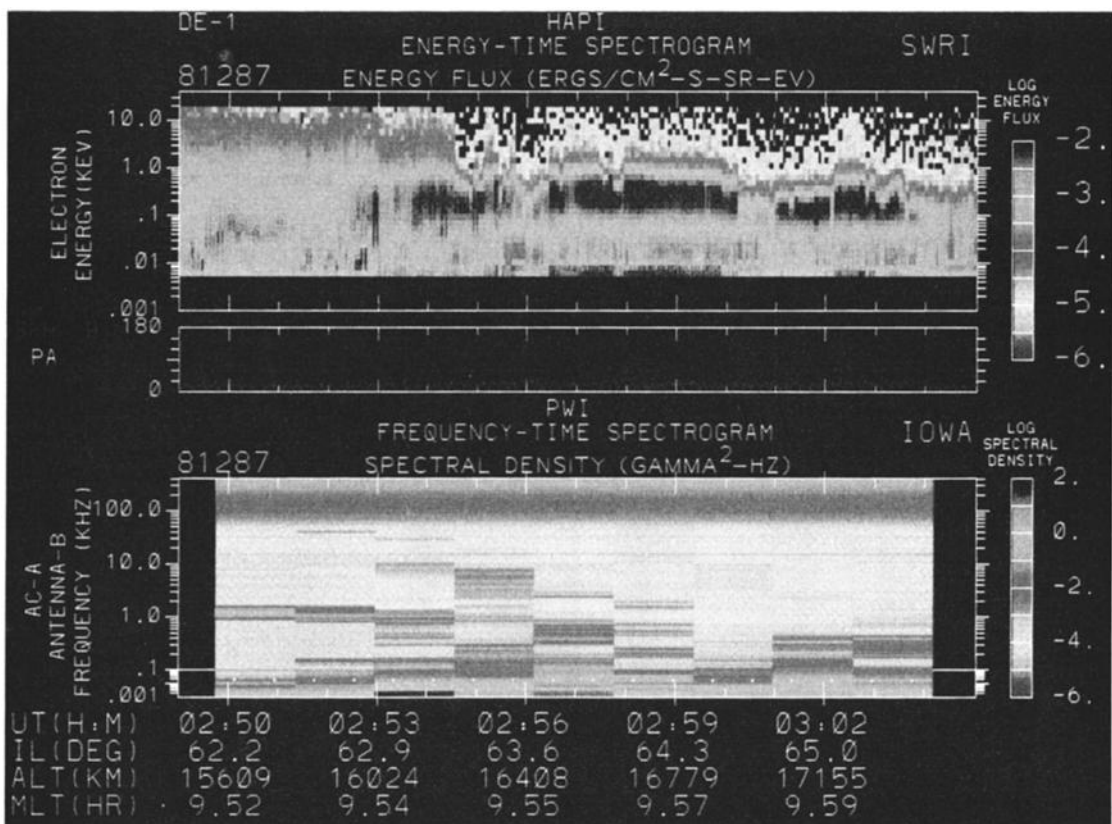 DE-1 HAPI
ENERGY-TIME SPECTROGRAM SWRI
81287 ENERGY FLUX (ERGS/CM²-S-SR-EV)
LOG
ENERGY
FLUX
ELECTRON
ENERGY(KEV)
10.0
1.0
.1
.01
.001
-2.
-3.
-4.
-5.
-6.
PA
180
0
PWI
FREQUENCY-TIME SPECTROGRAM IOWA
81287 SPECTRAL DENSITY (GAMMA²-HZ)
LOG
SPECTRAL
DENSITY
AC-A
ANTENNA-B
FREQUENCY (KHZ)
100.0
10.0
1.0
.1
.001
2.
0.
-2.
-4.
-6.
UT(H:M) 02:50 02:53 02:56 02:59 03:02
IL(DEG) 62.2 62.9 63.6 64.3 65.0
ALT(KM) 15609 16024 16408 16779 17155
MLT(HR) 9.52 9.54 9.55 9.57 9.59